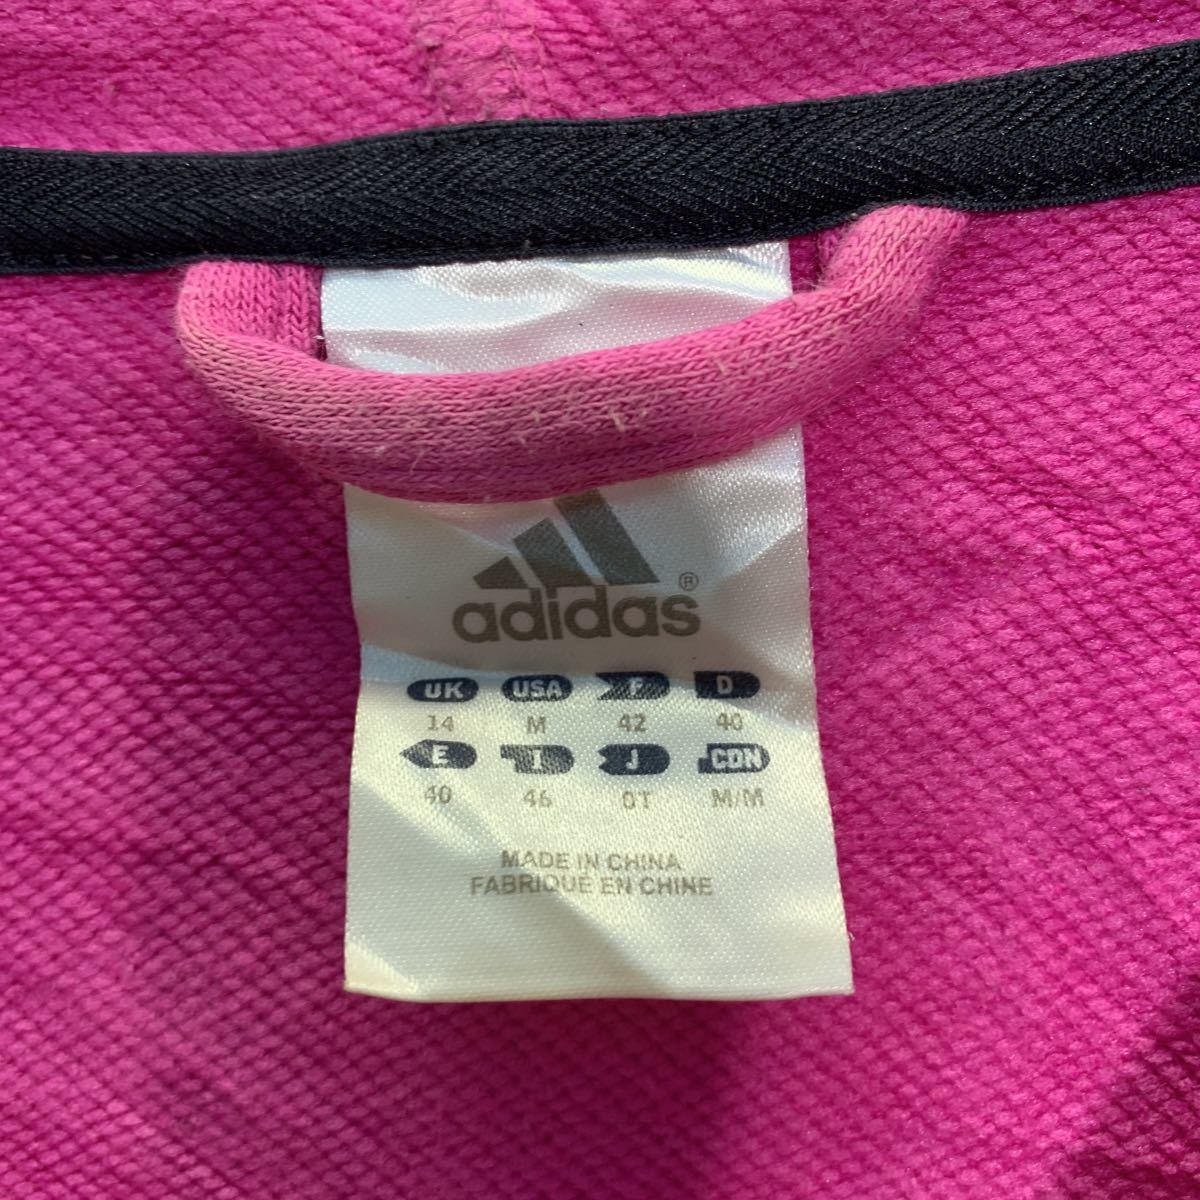 adidas®
UK USA F D
14 M 42 40
E I J CDN
40 46 OT M/M
MADE IN CHINA
FABRIQUE EN CHINE